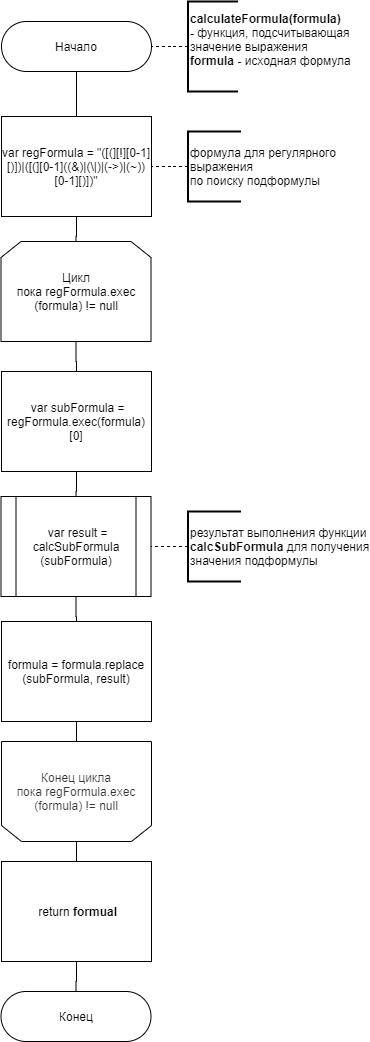 Начало
calculateFormula(formula)
- функция, подсчитывающая
значение выражения
formula - исходная формула
var regFormula = "([(][!][0-1]
[)])|([(][0-1]((&)|(\|)|(->)|(~))
[0-1][)])"
формула для регулярного
выражения
по поиску подформулы
Цикл
пока regFormula.exec
(formula) != null
var subFormula =
regFormula.exec(formula)
[0]
var result =
calcSubFormula
(subFormula)
результат выполнения функции
calcSubFormula для получения
значения подформулы
formula = formula.replace
(subFormula, result)
Конец цикла
пока regFormula.exec
(formula) != null
return formual
Конец